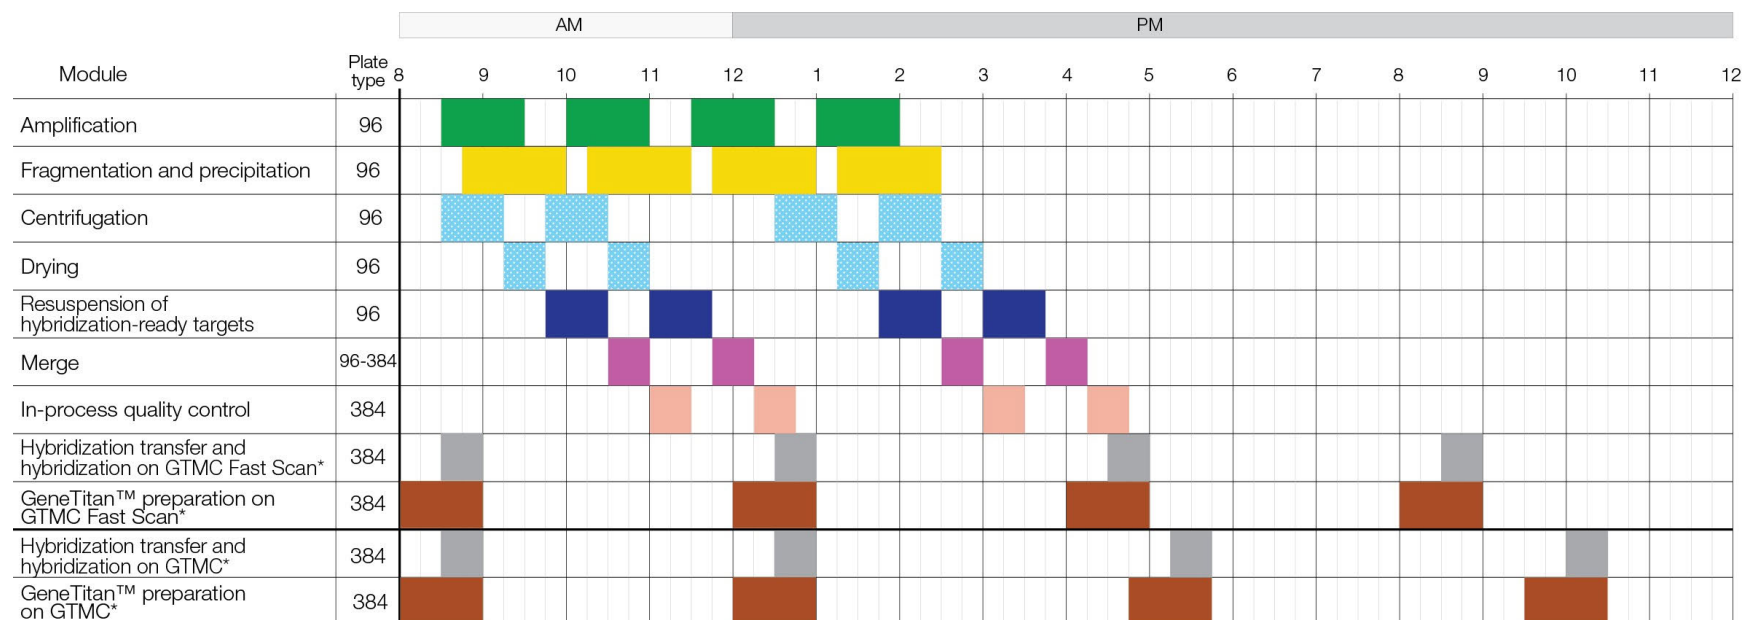 AM PM
Module Plate type 8 9 10 11 12 1 2 3 4 5 6 7 8 9 10 11 12
Amplification 96
Fragmentation and precipitation 96
Centrifugation 96
Drying 96
Resuspension of
hybridization-ready targets 96
Merge 96-384
In-process quality control 384
Hybridization transfer and
hybridization on GTMC Fast Scan* 384
GeneTitan™ preparation on
GTMC Fast Scan* 384
Hybridization transfer and
hybridization on GTMC* 384
GeneTitan™ preparation
on GTMC* 384